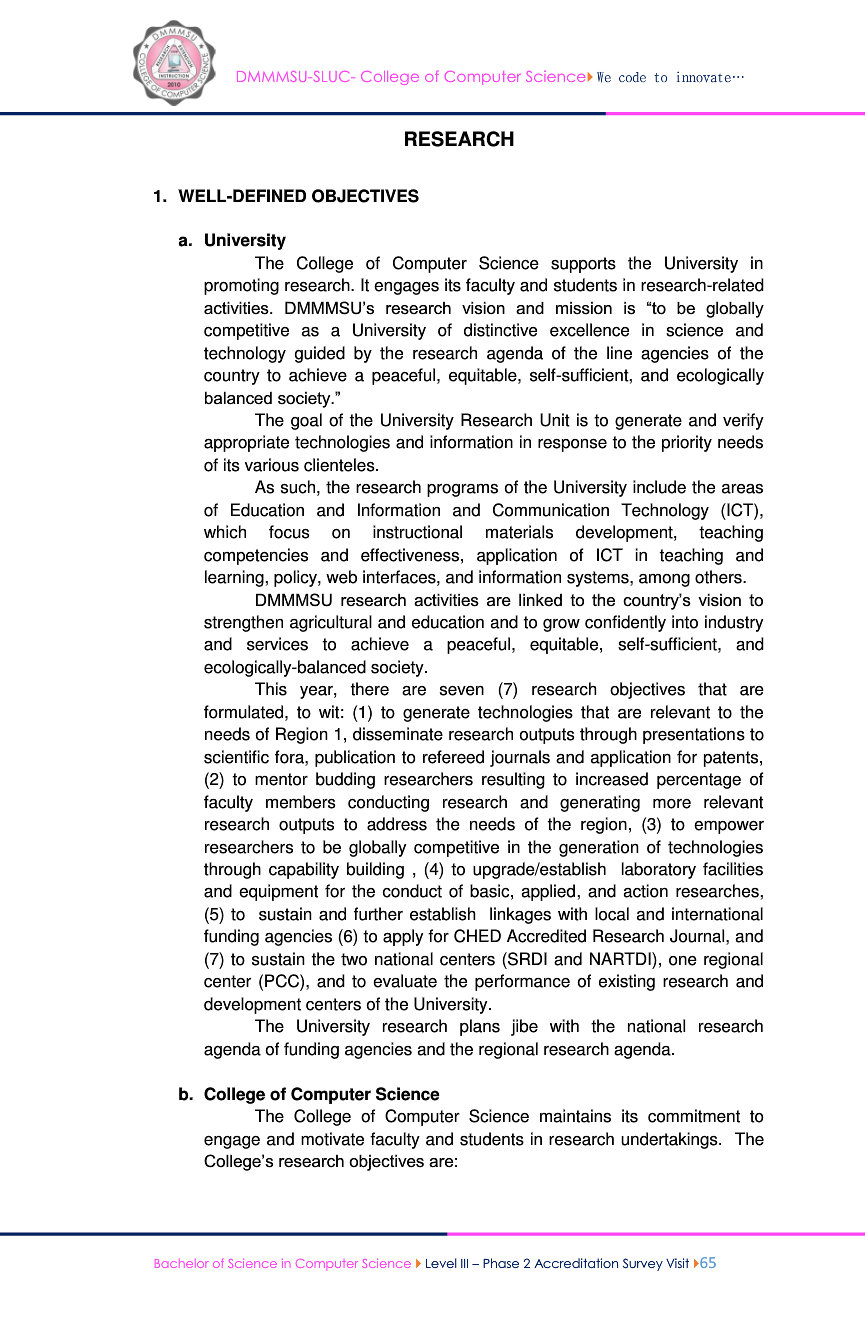 DMMMSU
RESEARCH
EXTENSION
INSTRUCTION
2010
COLLEGE OF COMPUTER SCIENCE
DMMMSU-SLUC- College of Computer Science We code to innovate…
RESEARCH
1. WELL-DEFINED OBJECTIVES
a. University
The College of Computer Science supports the University in
promoting research. It engages its faculty and students in research-related
activities. DMMMSU’s research vision and mission is “to be globally
competitive as a University of distinctive excellence in science and
technology guided by the research agenda of the line agencies of the
country to achieve a peaceful, equitable, self-sufficient, and ecologically
balanced society.”
The goal of the University Research Unit is to generate and verify
appropriate technologies and information in response to the priority needs
of its various clienteles.
As such, the research programs of the University include the areas
of Education and Information and Communication Technology (ICT),
which focus on instructional materials development, teaching
competencies and effectiveness, application of ICT in teaching and
learning, policy, web interfaces, and information systems, among others.
DMMMSU research activities are linked to the country’s vision to
strengthen agricultural and education and to grow confidently into industry
and services to achieve a peaceful, equitable, self-sufficient, and
ecologically-balanced society.
This year, there are seven (7) research objectives that are
formulated, to wit: (1) to generate technologies that are relevant to the
needs of Region 1, disseminate research outputs through presentations to
scientific fora, publication to refereed journals and application for patents,
(2) to mentor budding researchers resulting to increased percentage of
faculty members conducting research and generating more relevant
research outputs to address the needs of the region, (3) to empower
researchers to be globally competitive in the generation of technologies
through capability building , (4) to upgrade/establish laboratory facilities
and equipment for the conduct of basic, applied, and action researches,
(5) to sustain and further establish linkages with local and international
funding agencies (6) to apply for CHED Accredited Research Journal, and
(7) to sustain the two national centers (SRDI and NARTDI), one regional
center (PCC), and to evaluate the performance of existing research and
development centers of the University.
The University research plans jibe with the national research
agenda of funding agencies and the regional research agenda.
b. College of Computer Science
The College of Computer Science maintains its commitment to
engage and motivate faculty and students in research undertakings. The
College’s research objectives are:
Bachelor of Science in Computer Science Level III – Phase 2 Accreditation Survey Visit 65